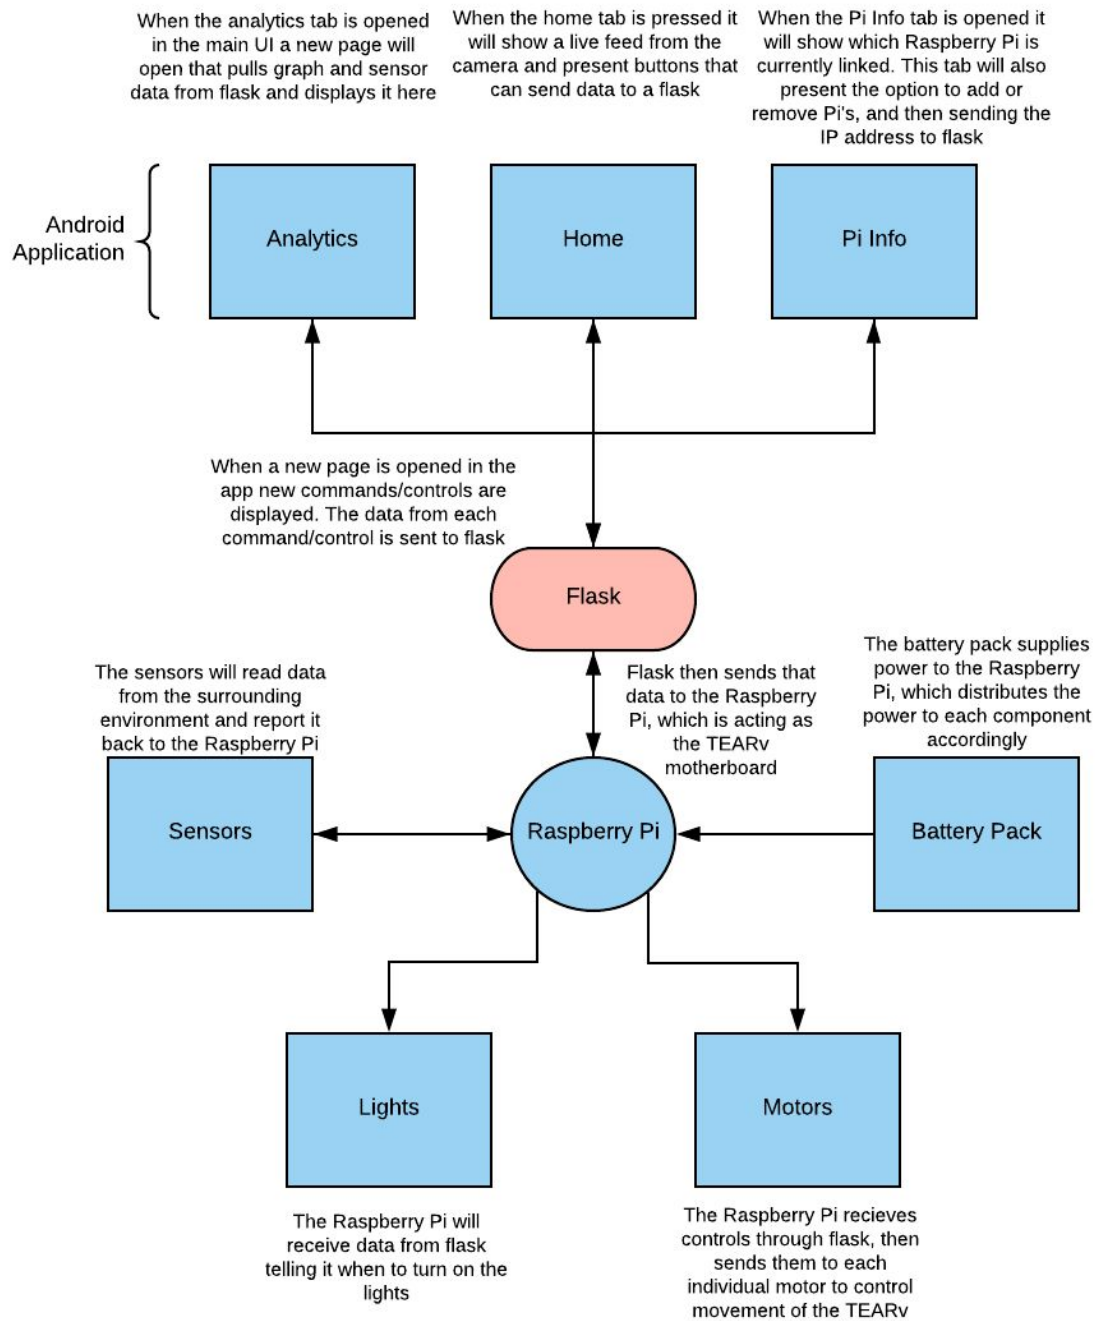 When the analytics tab is opened
in the main UI a new page will
open that pulls graph and sensor
data from flask and displays it here
When the home tab is pressed it
will show a live feed from the
camera and present buttons that
can send data to a flask
When the Pi Info tab is opened it
will show which Raspberry Pi is
currently linked. This tab will also
present the option to add or
remove Pi's, and then sending the
IP address to flask
Android
Application
Analytics
Home
Pi Info
When a new page is opened in the
app new commands/controls are
displayed. The data from each
command/control is sent to flask
Flask
The sensors will read data
from the surrounding
environment and report it
back to the Raspberry Pi
Flask then sends that
data to the Raspberry
Pi, which is acting as
the TEARv
motherboard
The battery pack supplies
power to the Raspberry
Pi, which distributes the
power to each component
accordingly
Sensors
Raspberry Pi
Battery Pack
Lights
Motors
The Raspberry Pi will
receive data from flask
telling it when to turn on the
lights
The Raspberry Pi recieves
controls through flask, then
sends them to each
individual motor to control
movement of the TEARv